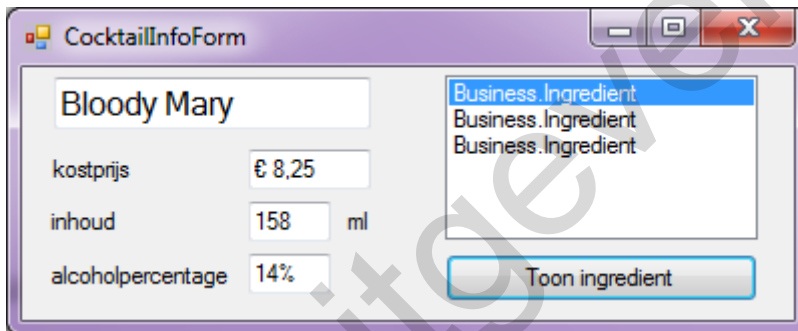 CocktailInfoForm
Bloody Mary
kostprijs € 8,25
inhoud 158 ml
alcoholpercentage 14%
Business.Ingredient
Business.Ingredient
Business.Ingredient
Toon ingredient
itgeve